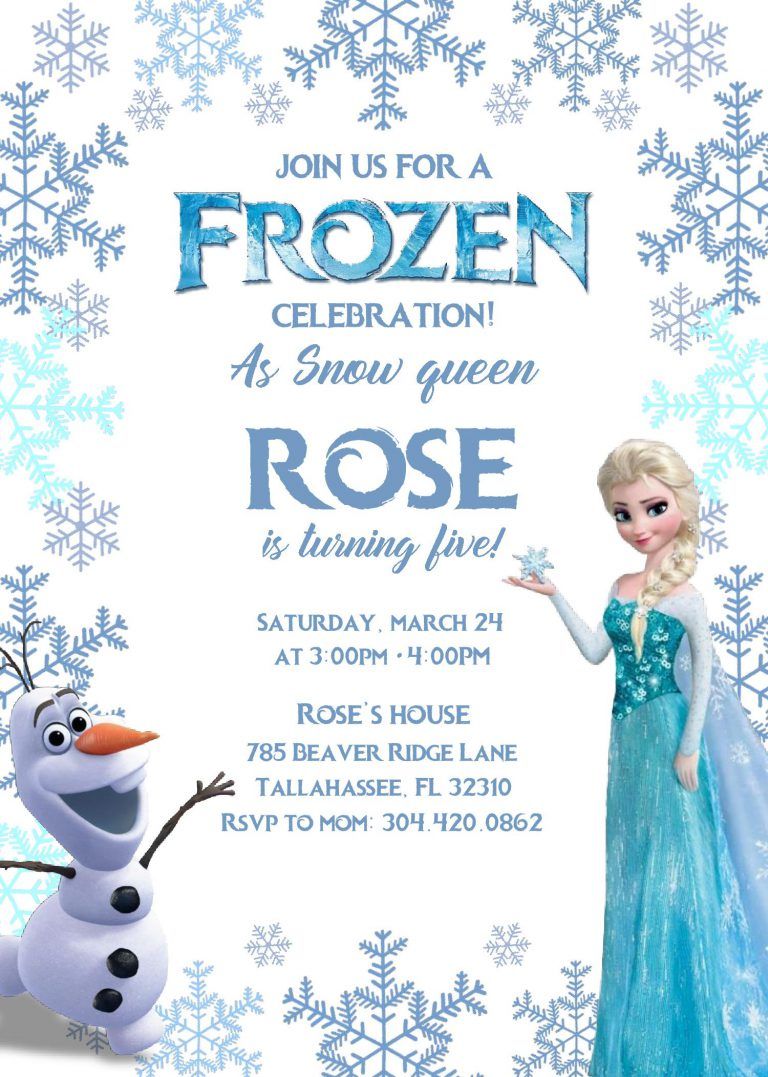 JOIN US FOR A
FROZEN
CELEBRATION!
As Snow queen
ROSE
is turning five!
SATURDAY, MARCH 24
AT 3:00PM • 4:00PM
ROSE'S HOUSE
785 BEAVER RIDGE LANE
TALLAHASSEE, FL 32310
RSVP TO MOM: 304.420.0862